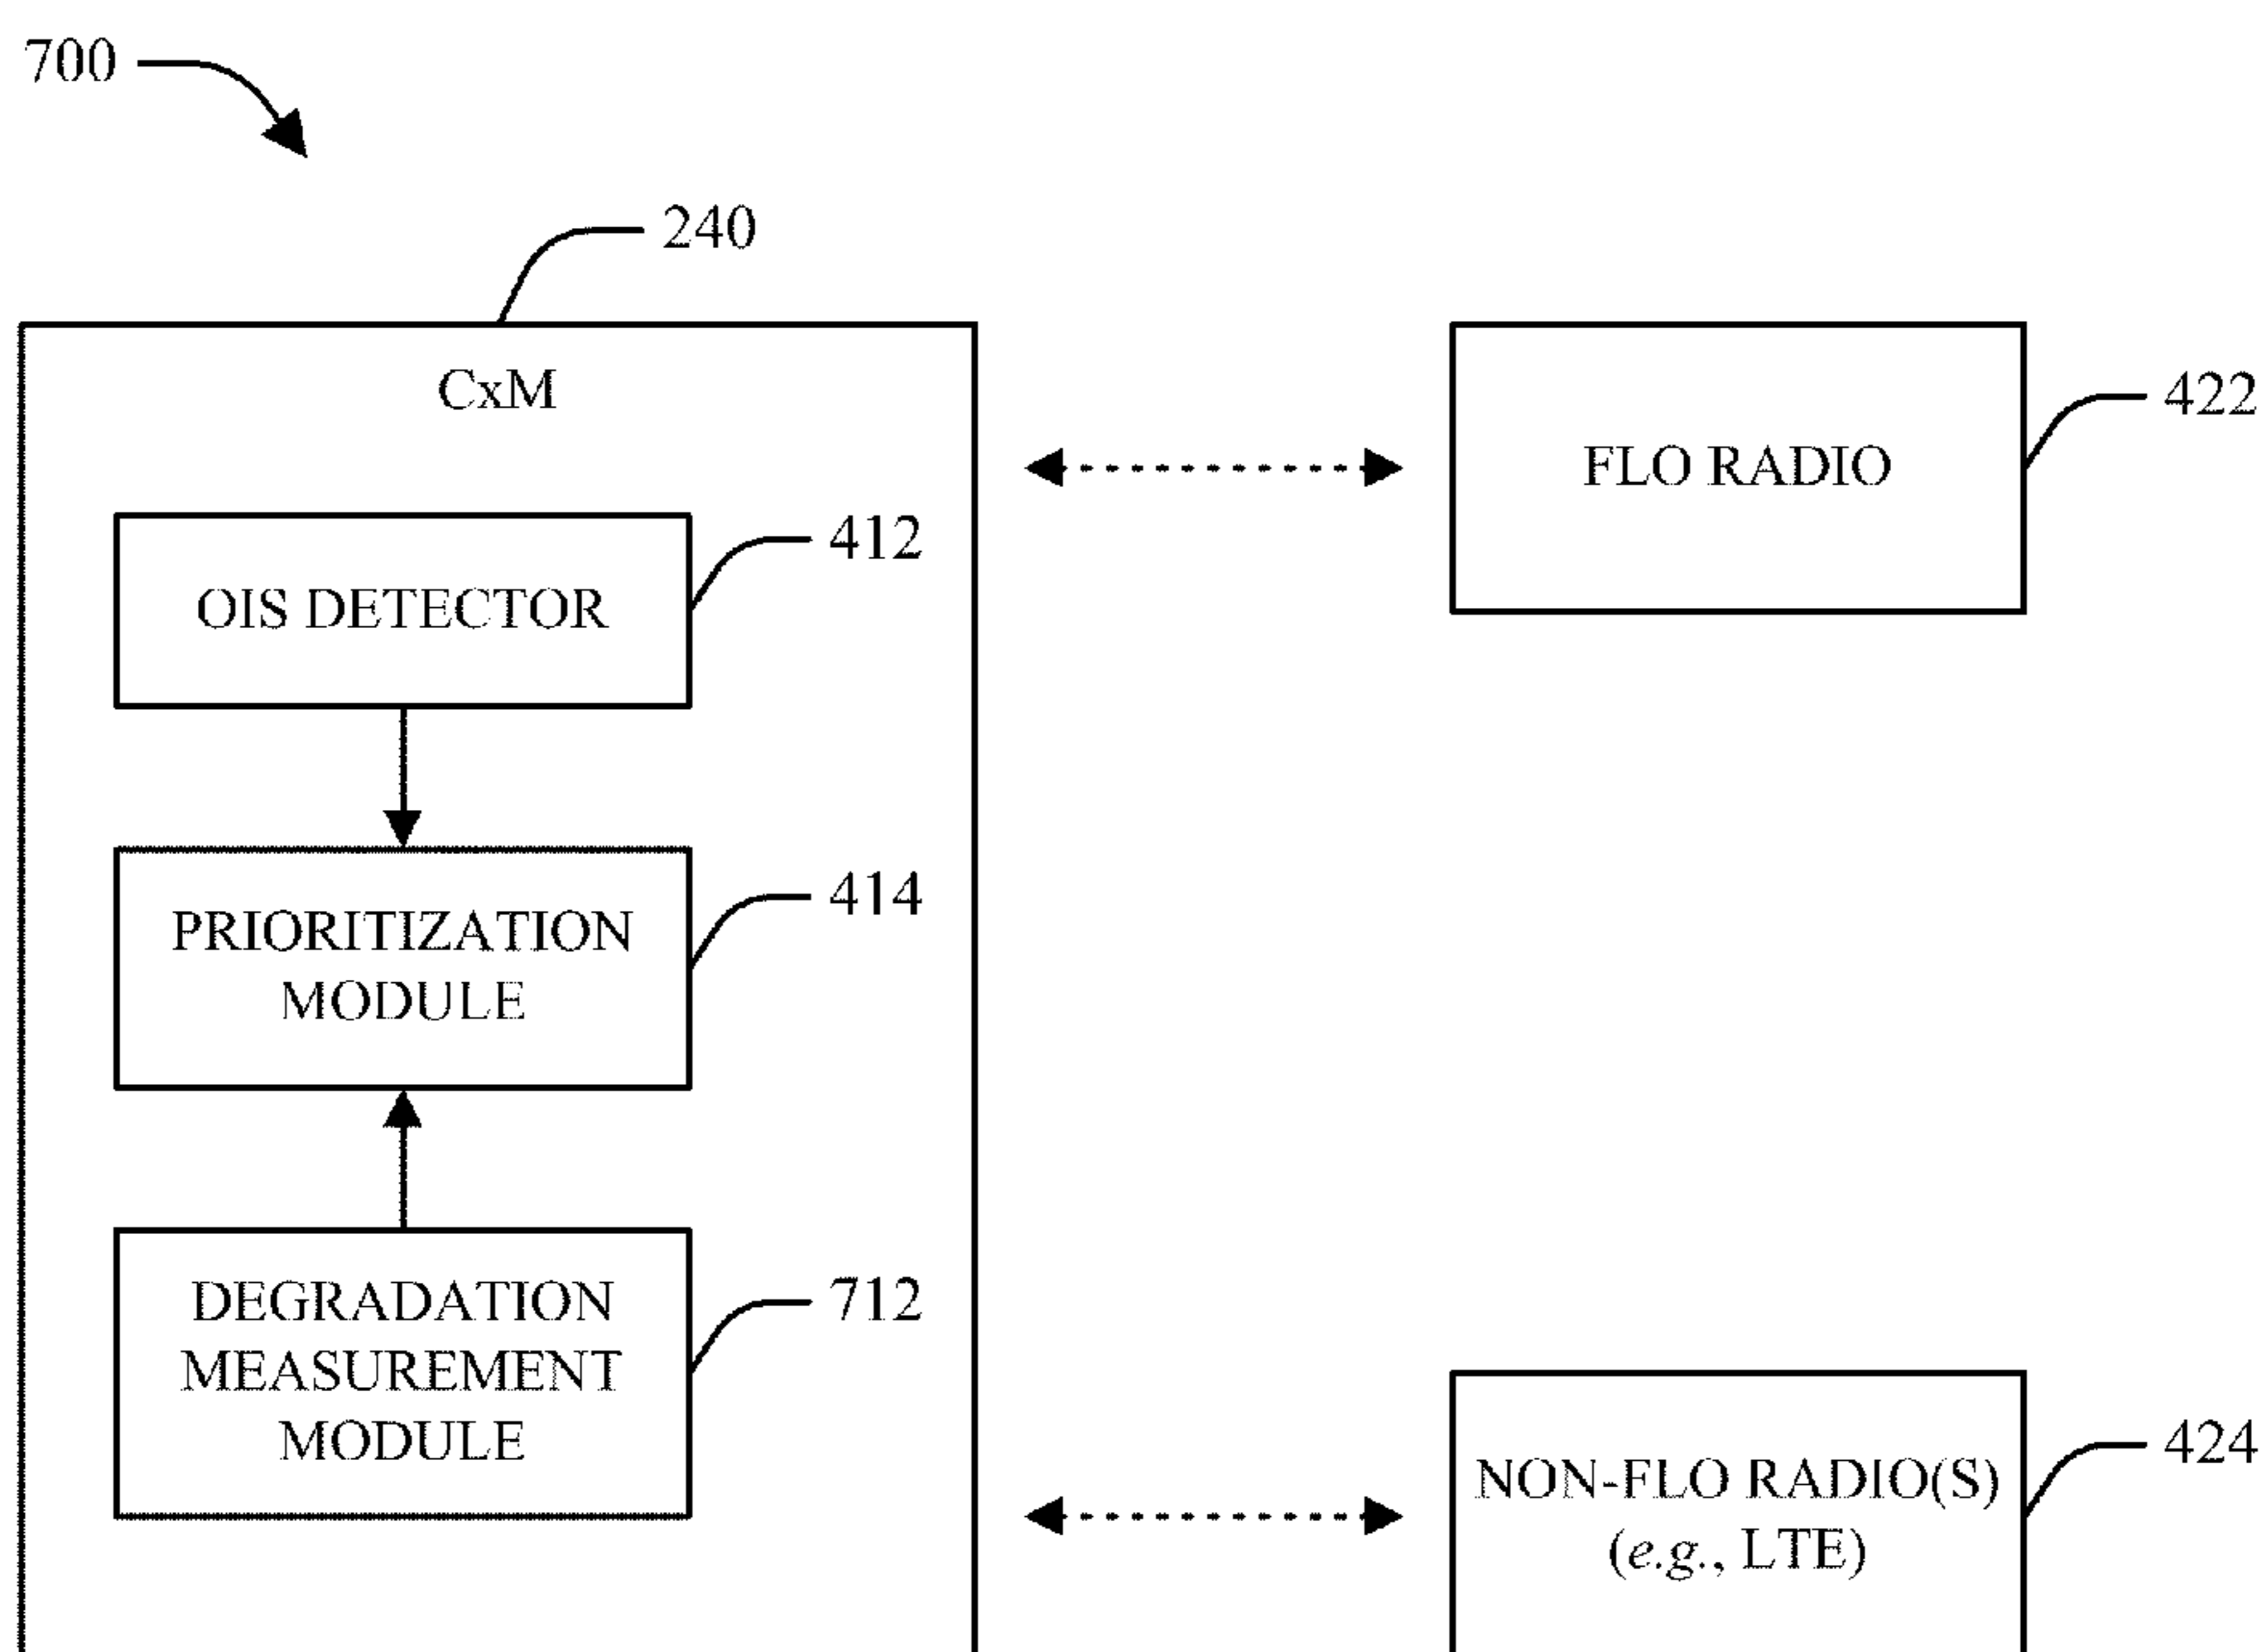 700
240
CxM
422
FLO RADIO
412
OIS DETECTOR
414
PRIORITIZATION
MODULE
712
DEGRADATION
MEASUREMENT
MODULE
424
NON-FLO RADIO(S)
(e.g., LTE)